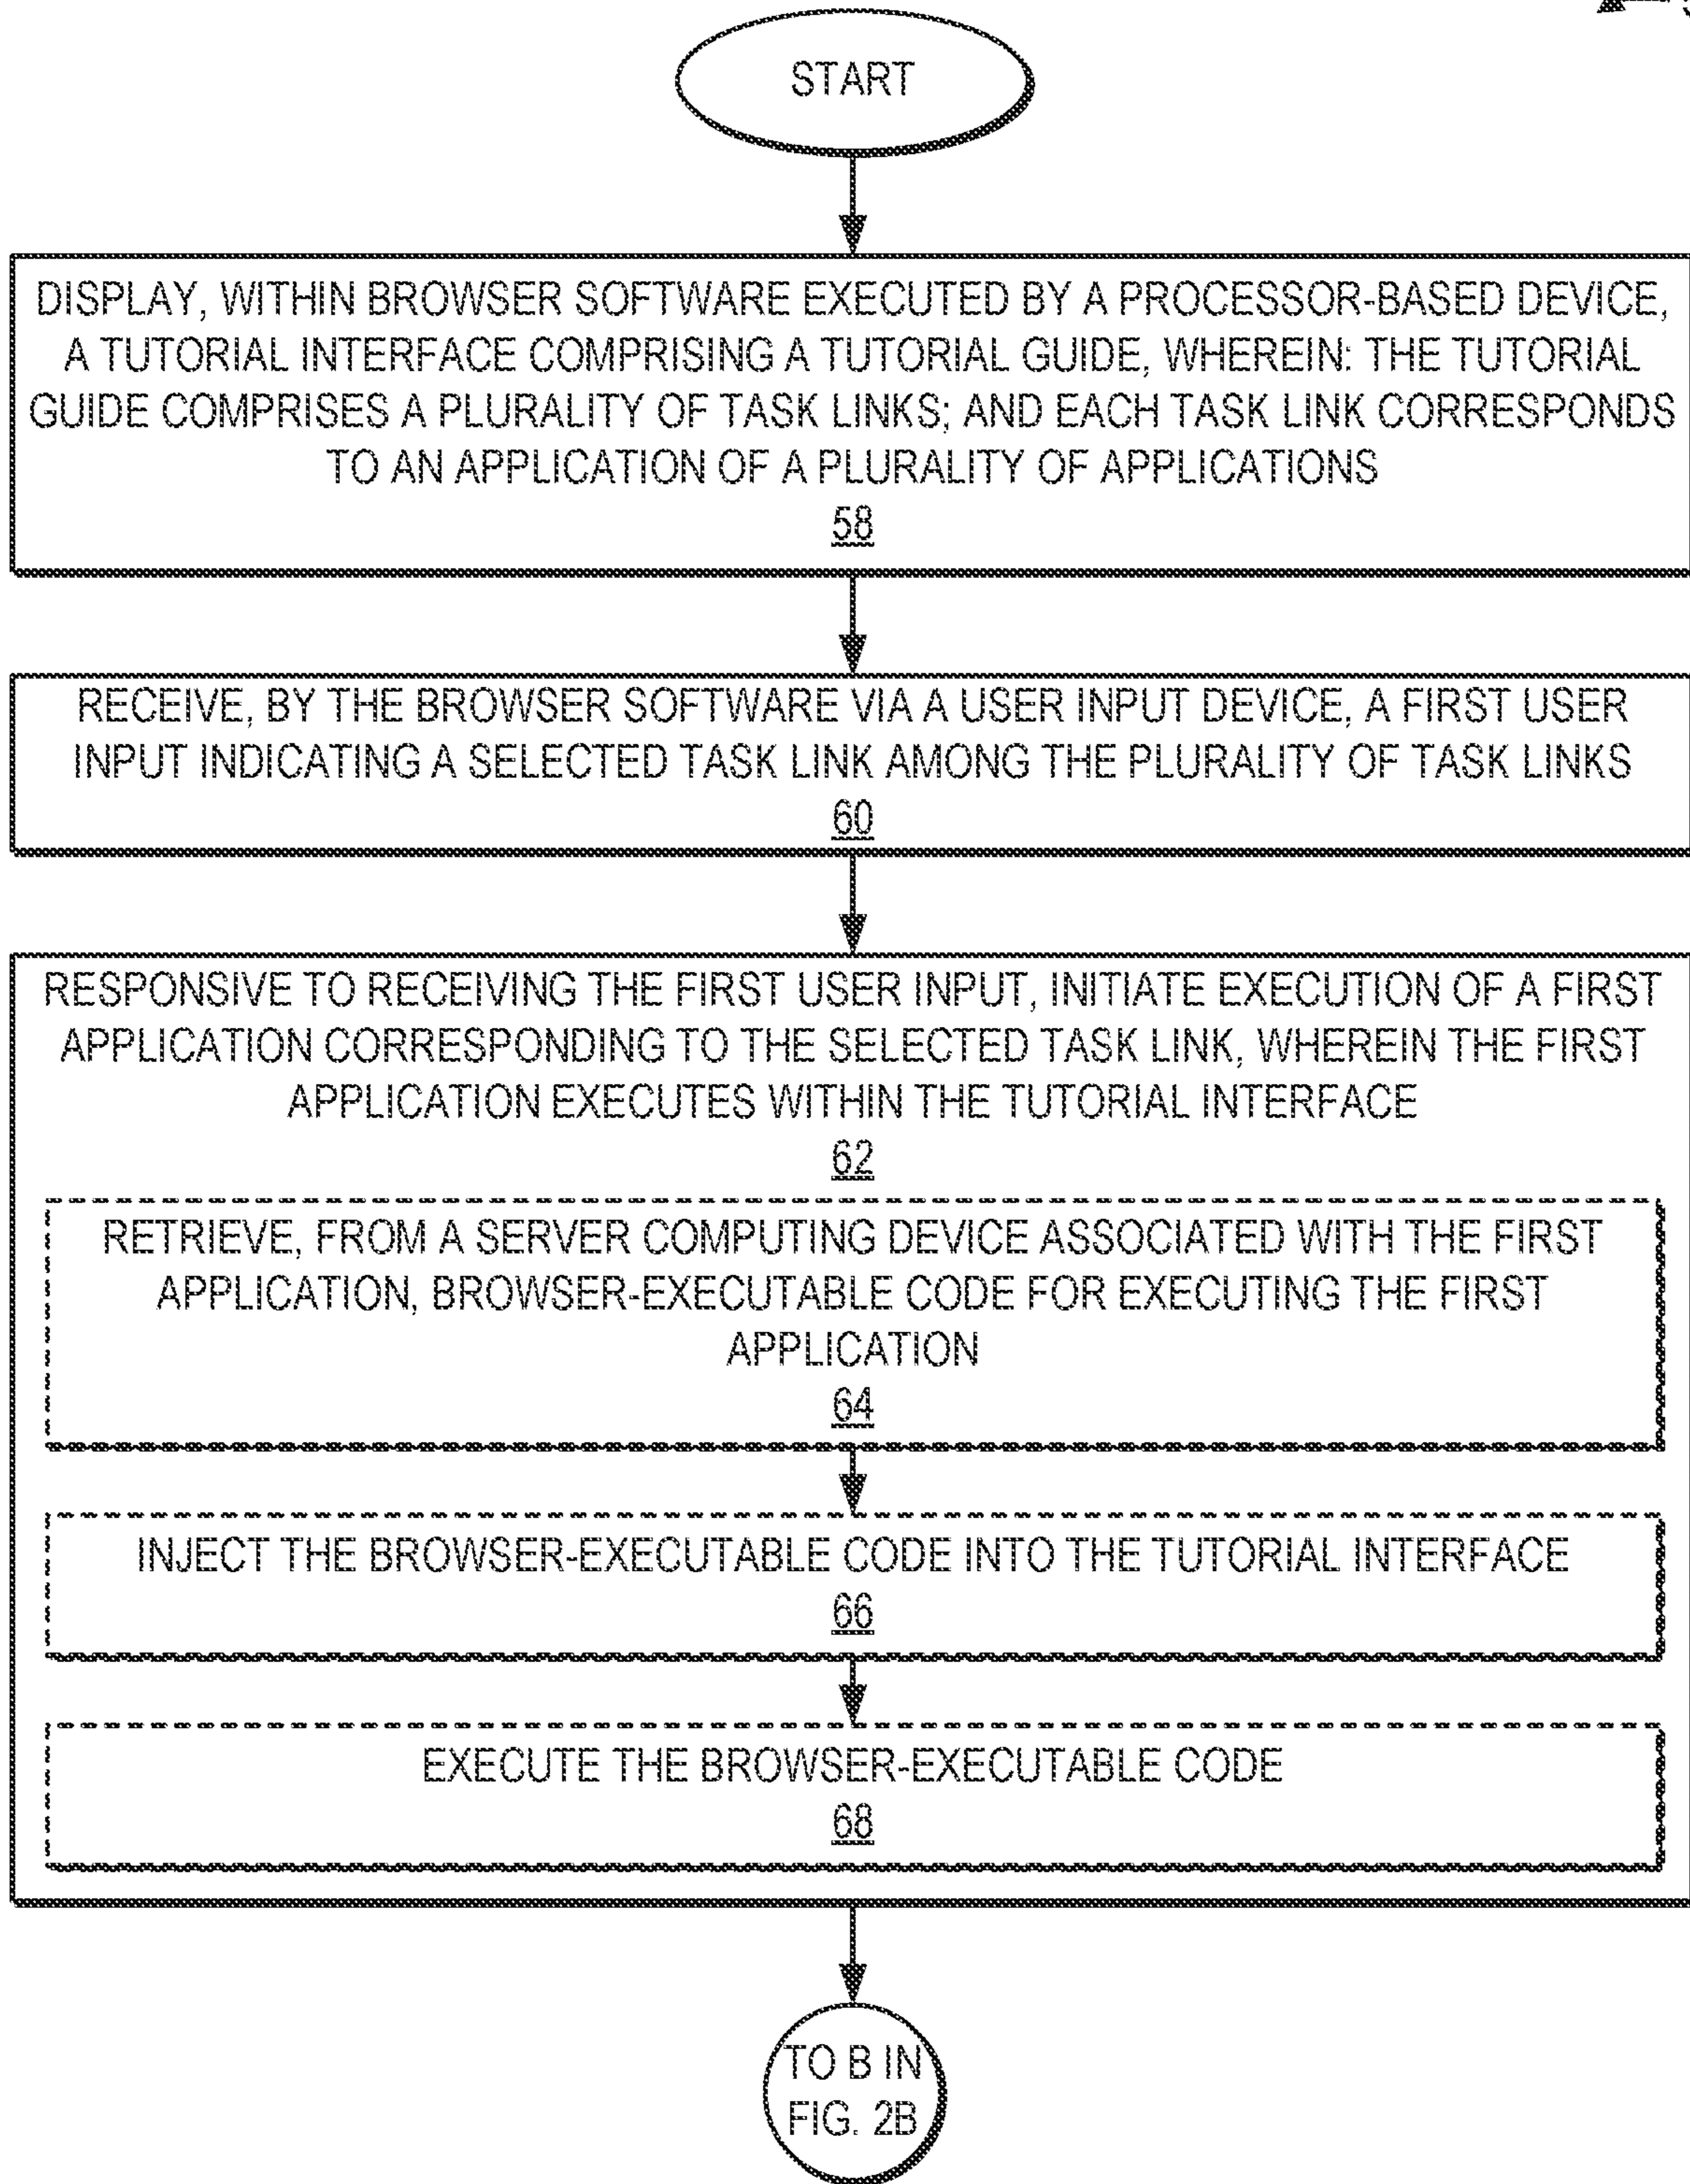 START
DISPLAY, WITHIN BROWSER SOFTWARE EXECUTED BY A PROCESSOR-BASED DEVICE,
A TUTORIAL INTERFACE COMPRISING A TUTORIAL GUIDE, WHEREIN: THE TUTORIAL
GUIDE COMPRISES A PLURALITY OF TASK LINKS; AND EACH TASK LINK CORRESPONDS
TO AN APPLICATION OF A PLURALITY OF APPLICATIONS
58
RECEIVE, BY THE BROWSER SOFTWARE VIA A USER INPUT DEVICE, A FIRST USER
INPUT INDICATING A SELECTED TASK LINK AMONG THE PLURALITY OF TASK LINKS
60
RESPONSIVE TO RECEIVING THE FIRST USER INPUT, INITIATE EXECUTION OF A FIRST
APPLICATION CORRESPONDING TO THE SELECTED TASK LINK, WHEREIN THE FIRST
APPLICATION EXECUTES WITHIN THE TUTORIAL INTERFACE
62
RETRIEVE, FROM A SERVER COMPUTING DEVICE ASSOCIATED WITH THE FIRST
APPLICATION, BROWSER-EXECUTABLE CODE FOR EXECUTING THE FIRST
APPLICATION
64
INJECT THE BROWSER-EXECUTABLE CODE INTO THE TUTORIAL INTERFACE
66
EXECUTE THE BROWSER-EXECUTABLE CODE
68
TO B IN
FIG. 2B